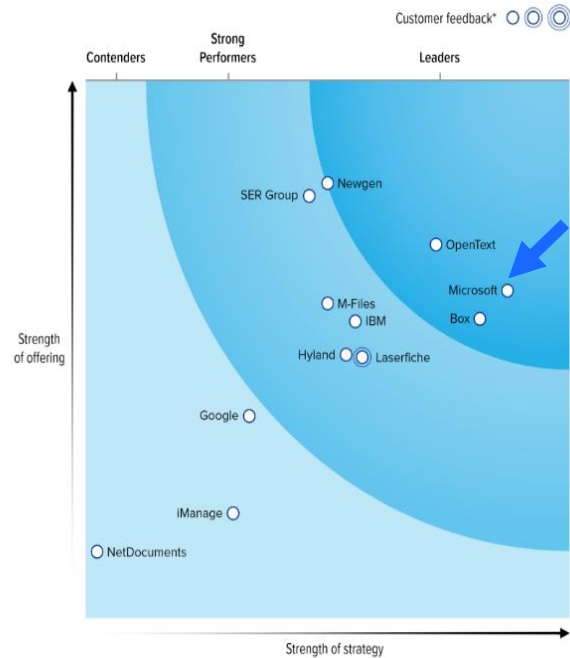 Customer feedback*
Strong
Contenders Performers Leaders
Newgen
SER Group
OpenText
Microsoft
M-Files
Box
IBM
Hyland Laserfiche
Strength
of offering
Google
iManage
NetDocuments
Strength of strategy